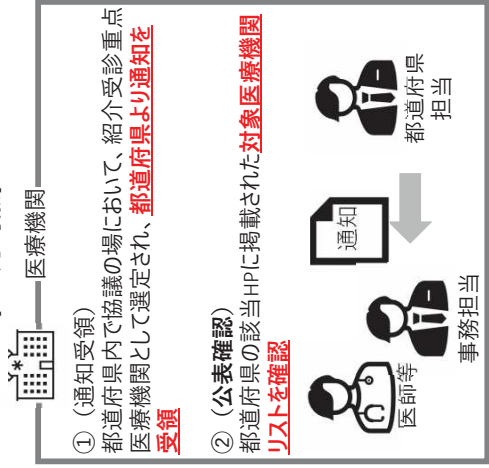 医療機関
①（通知受領）
都道府県内で協議の場において、紹介受診重点
医療機関として選定され、都道府県より通知を
受領
②（公表確認）
都道府県の該当HPに掲載された対象医療機関
リストを確認
通知
医師等
事務担当
都道府県
担当